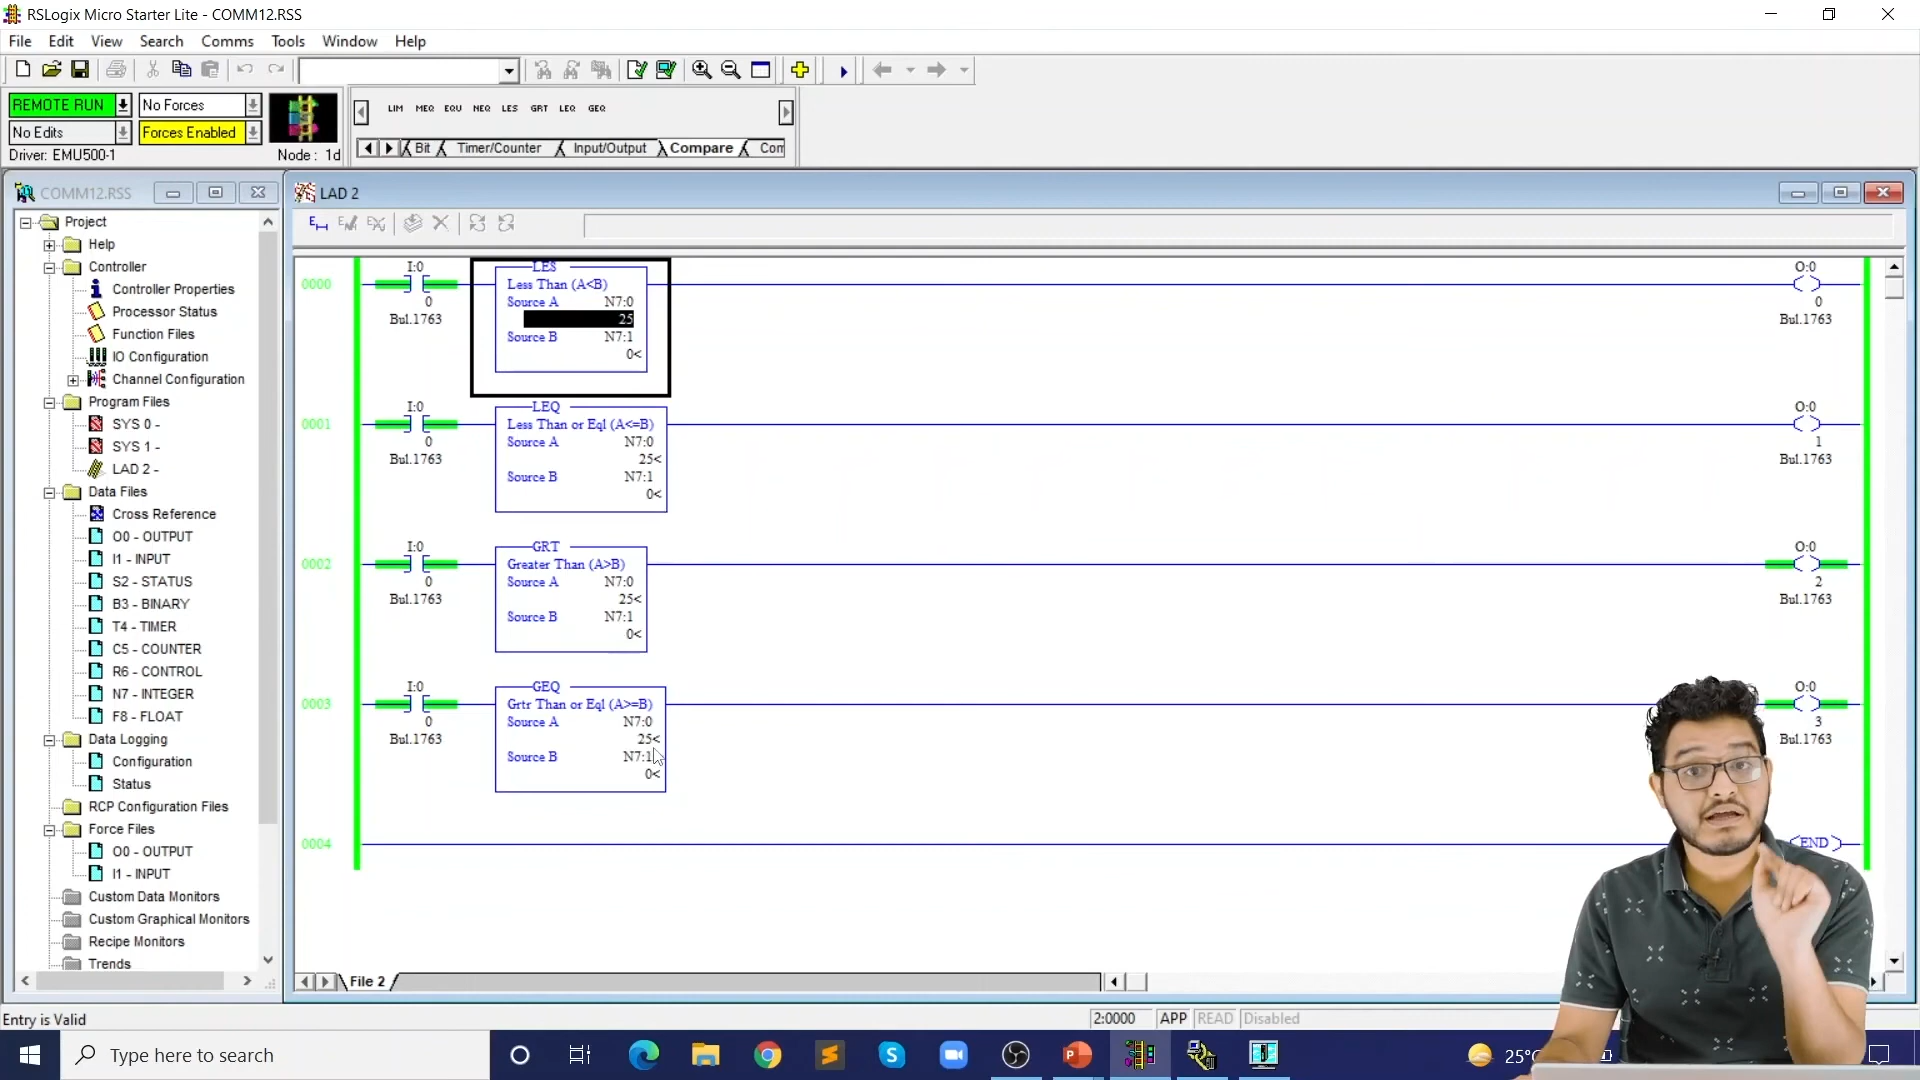 RSLogix Micro Starter Lite - COMM12.RSS
File Edit View Search Comms Tools Window Help
REMOTE RUN
No Forces
No Edits
Forces Enabled
Driver: EMU500-1
Node : 1d
LIM MEQ EQU NEQ LES GRT LEQ GEQ
Bit Timer/Counter Input/Output Compare Com
COMM12.RSS
Project
Help
Controller
Controller Properties
Processor Status
Function Files
IO Configuration
Channel Configuration
Program Files
SYS 0 -
SYS 1 -
LAD 2 -
Data Files
Cross Reference
O0 - OUTPUT
I1 - INPUT
S2 - STATUS
B3 - BINARY
T4 - TIMER
C5 - COUNTER
R6 - CONTROL
N7 - INTEGER
F8 - FLOAT
Data Logging
Configuration
Status
RCP Configuration Files
Force Files
O0 - OUTPUT
I1 - INPUT
Custom Data Monitors
Custom Graphical Monitors
Recipe Monitors
Trends
LAD 2
0000
I:0
0
Bul.1763
LES
Less Than (A<B)
Source A N7:0
25
Source B N7:1
0<
O:0
0
Bul.1763
0001
I:0
0
Bul.1763
LEQ
Less Than or Eql (A<=B)
Source A N7:0
25<
Source B N7:1
0<
O:0
1
Bul.1763
0002
I:0
0
Bul.1763
GRT
Greater Than (A>B)
Source A N7:0
25<
Source B N7:1
0<
O:0
2
Bul.1763
0003
I:0
0
Bul.1763
GEQ
Grtr Than or Eql (A>=B)
Source A N7:0
25<
Source B N7:1
0<
O:0
3
Bul.1763
0004
END
File 2
Entry is Valid
2:0000 APP READ Disabled
Type here to search
25°